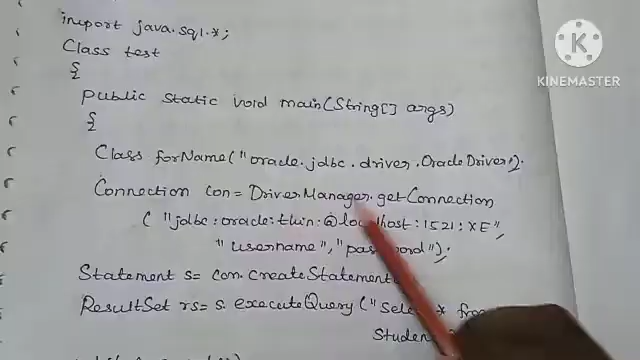 import java.sql.*;
Class test
{
public static void main(String[] args)
{
Class forName("oracle.jdbc.driver.OracleDriver");
Connection con = DriverManager.getConnection
("jdbc:oracle:thin:@localhost:1521:XE",
"username","password");
Statement s= con.createStatement
ResultSet rs= s.executeQuery("Select * from
Student
KINEMASTER